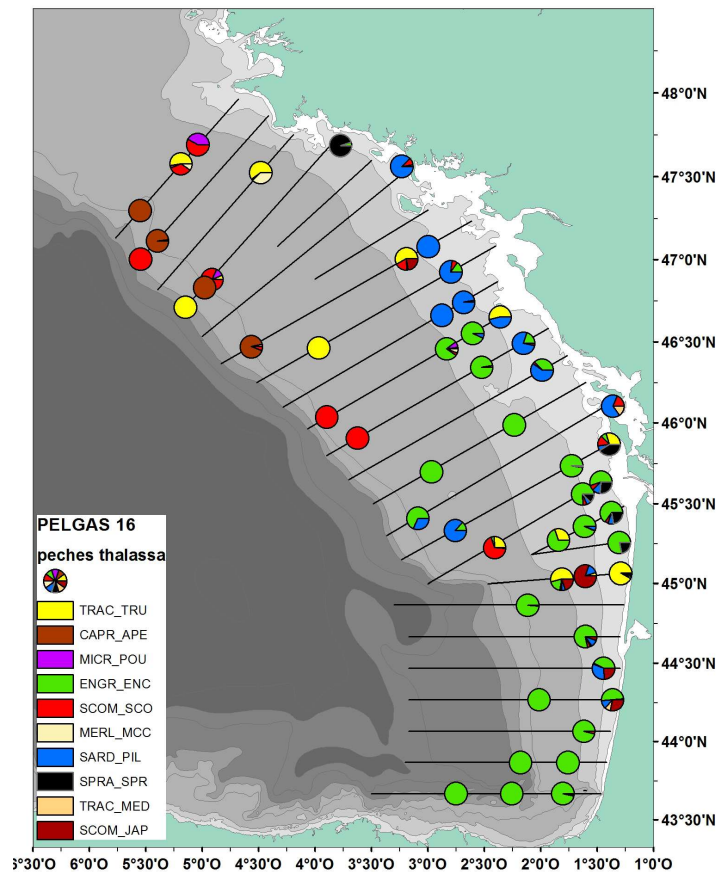 48°0'N
47°30'N
47°0'N
46°30'N
46°0'N
45°30'N
45°0'N
44°30'N
44°0'N
43°30'N
PELGAS 16
peches thalassa
TRAC_TRU
CAPR_APE
MICR_POU
ENGR_ENC
SCOM_SCO
MERL_MCC
SARD_PIL
SPRA_SPR
TRAC_MED
SCOM_JAP
6°0'O 5°30'O 5°0'O 4°30'O 4°0'O 3°30'O 3°0'O 2°30'O 2°0'O 1°30'O 1°0'O